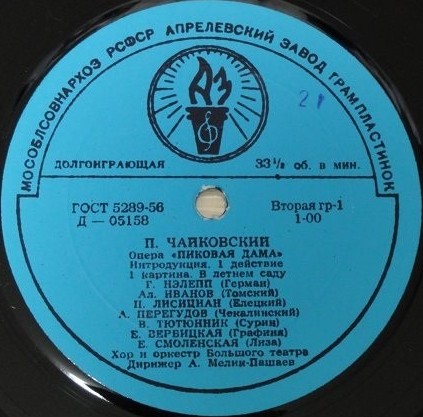 МОСОБЛСОВНАРХОЗ РСФСР АПРЕЛЕВСКИЙ ЗАВОД ГРАМПЛАСТИНОК
АЗ
21
ДОЛГОИГРАЮЩАЯ 33⅓ об. в мин.
ГОСТ 5289-56 Вторая гр-1
Д — 05158 1-00
П. ЧАЙКОВСКИЙ
Опера «ПИКОВАЯ ДАМА»
Интродукция. 1 действие
1 картина. В летнем саду
Г. НЭЛЕПП (Герман)
Ал. ИВАНОВ (Томский)
П. ЛИСИЦИАН (Елецкий)
А. ПЕРЕГУДОВ (Чекалинский)
В. ТЮТЮННИК (Сурин)
Е. ВЕРБИЦКАЯ (Графиня)
Е. СМОЛЕНСКАЯ (Лиза)
Хор и оркестр Большого театра
Дирижер А. Мелик-Пашаев